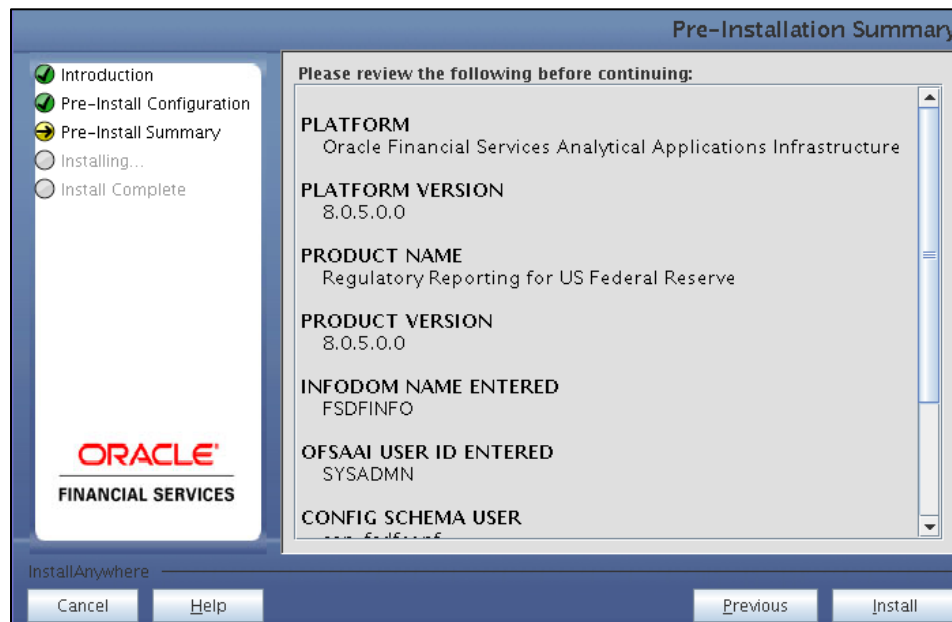 Pre-Installation Summary
Introduction
Pre-Install Configuration
Pre-Install Summary
Installing...
Install Complete
Please review the following before continuing:
PLATFORM
Oracle Financial Services Analytical Applications Infrastructure
PLATFORM VERSION
8.0.5.0.0
PRODUCT NAME
Regulatory Reporting for US Federal Reserve
PRODUCT VERSION
8.0.5.0.0
INFODOM NAME ENTERED
FSDFINFO
OFSAAI USER ID ENTERED
SYSADMN
CONFIG SCHEMA USER
ORACLE®
FINANCIAL SERVICES
InstallAnywhere
Cancel
Help
Previous
Install